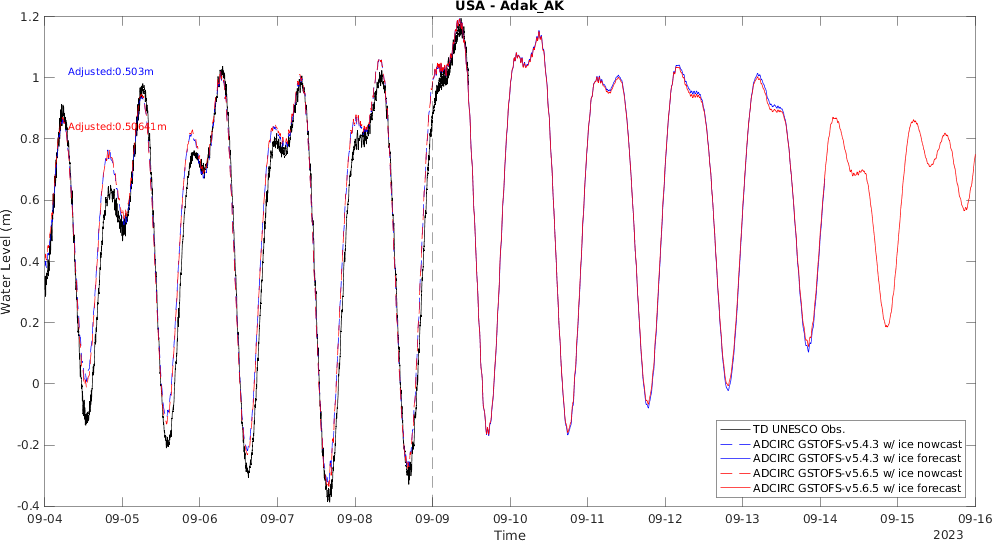 USA - Adak_AK
1.2
1
0.8
0.6
0.4
0.2
0
-0.2
-0.4
Water Level (m)
Adjusted:0.503m
Adjusted:0.50641m
TD UNESCO Obs.
ADCIRC GSTOFS-v5.4.3 w/ ice nowcast
ADCIRC GSTOFS-v5.4.3 w/ ice forecast
ADCIRC GSTOFS-v5.6.5 w/ ice nowcast
ADCIRC GSTOFS-v5.6.5 w/ ice forecast
09-04 09-05 09-06 09-07 09-08 09-09 09-10 09-11 09-12 09-13 09-14 09-15 09-16
Time
2023